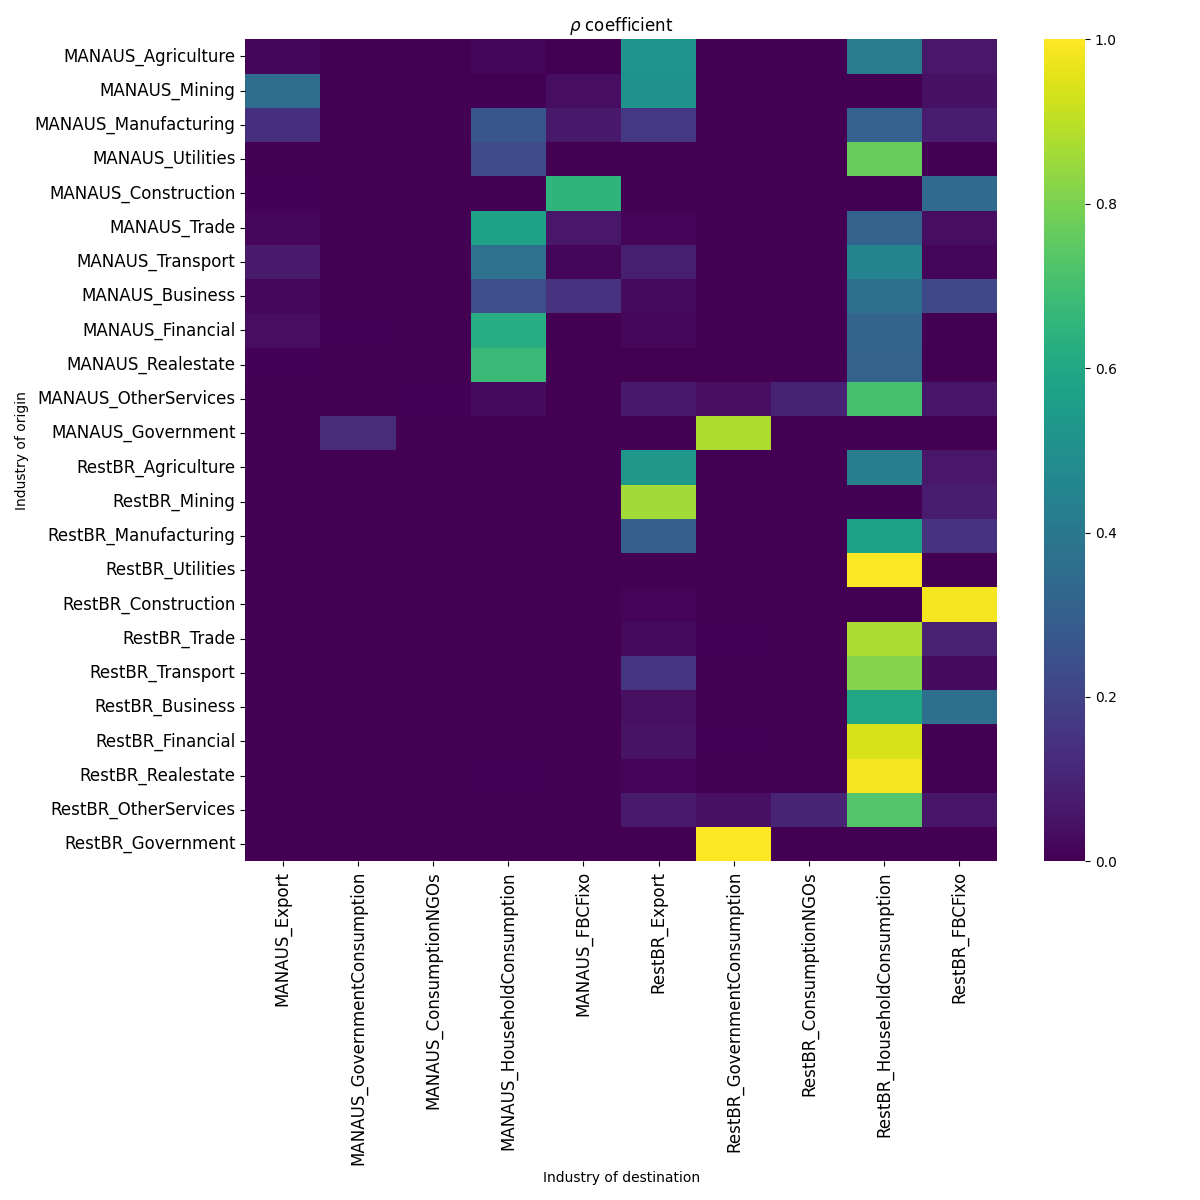 ρ coefficient
MANAUS_Agriculture
MANAUS_Mining
MANAUS_Manufacturing
MANAUS_Utilities
MANAUS_Construction
MANAUS_Trade
MANAUS_Transport
MANAUS_Business
MANAUS_Financial
MANAUS_Realestate
MANAUS_OtherServices
MANAUS_Government
RestBR_Agriculture
RestBR_Mining
RestBR_Manufacturing
RestBR_Utilities
RestBR_Construction
RestBR_Trade
RestBR_Transport
RestBR_Business
RestBR_Financial
RestBR_Realestate
RestBR_OtherServices
RestBR_Government
Industry of origin
MANAUS_Export
MANAUS_GovernmentConsumption
MANAUS_ConsumptionNGOs
MANAUS_HouseholdConsumption
MANAUS_FBCFixo
RestBR_Export
RestBR_GovernmentConsumption
RestBR_ConsumptionNGOs
RestBR_HouseholdConsumption
RestBR_FBCFixo
Industry of destination
1.0
0.8
0.6
0.4
0.2
0.0